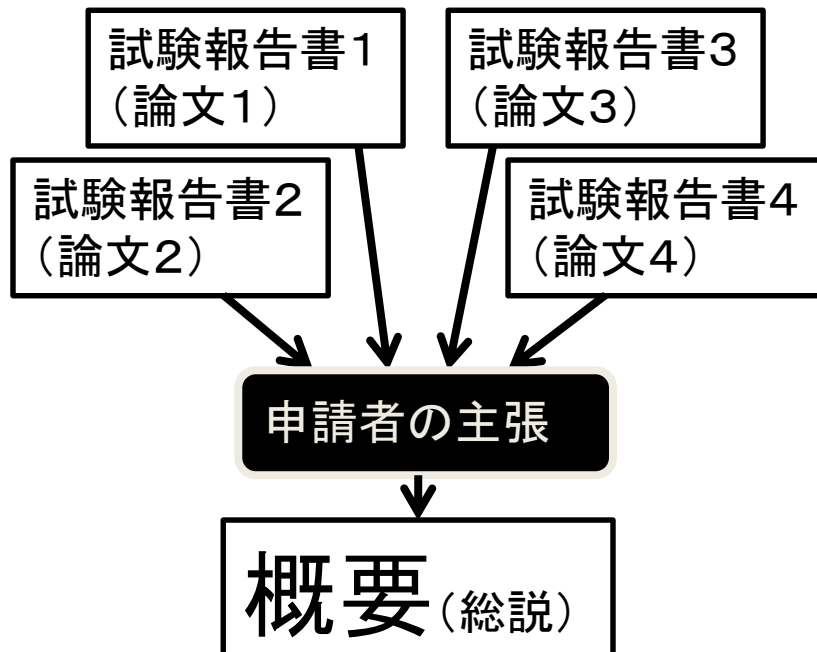 試験報告書1
（論文1）
試験報告書3
（論文3）
試験報告書2
（論文2）
試験報告書4
（論文4）
申請者の主張
概要（総説）